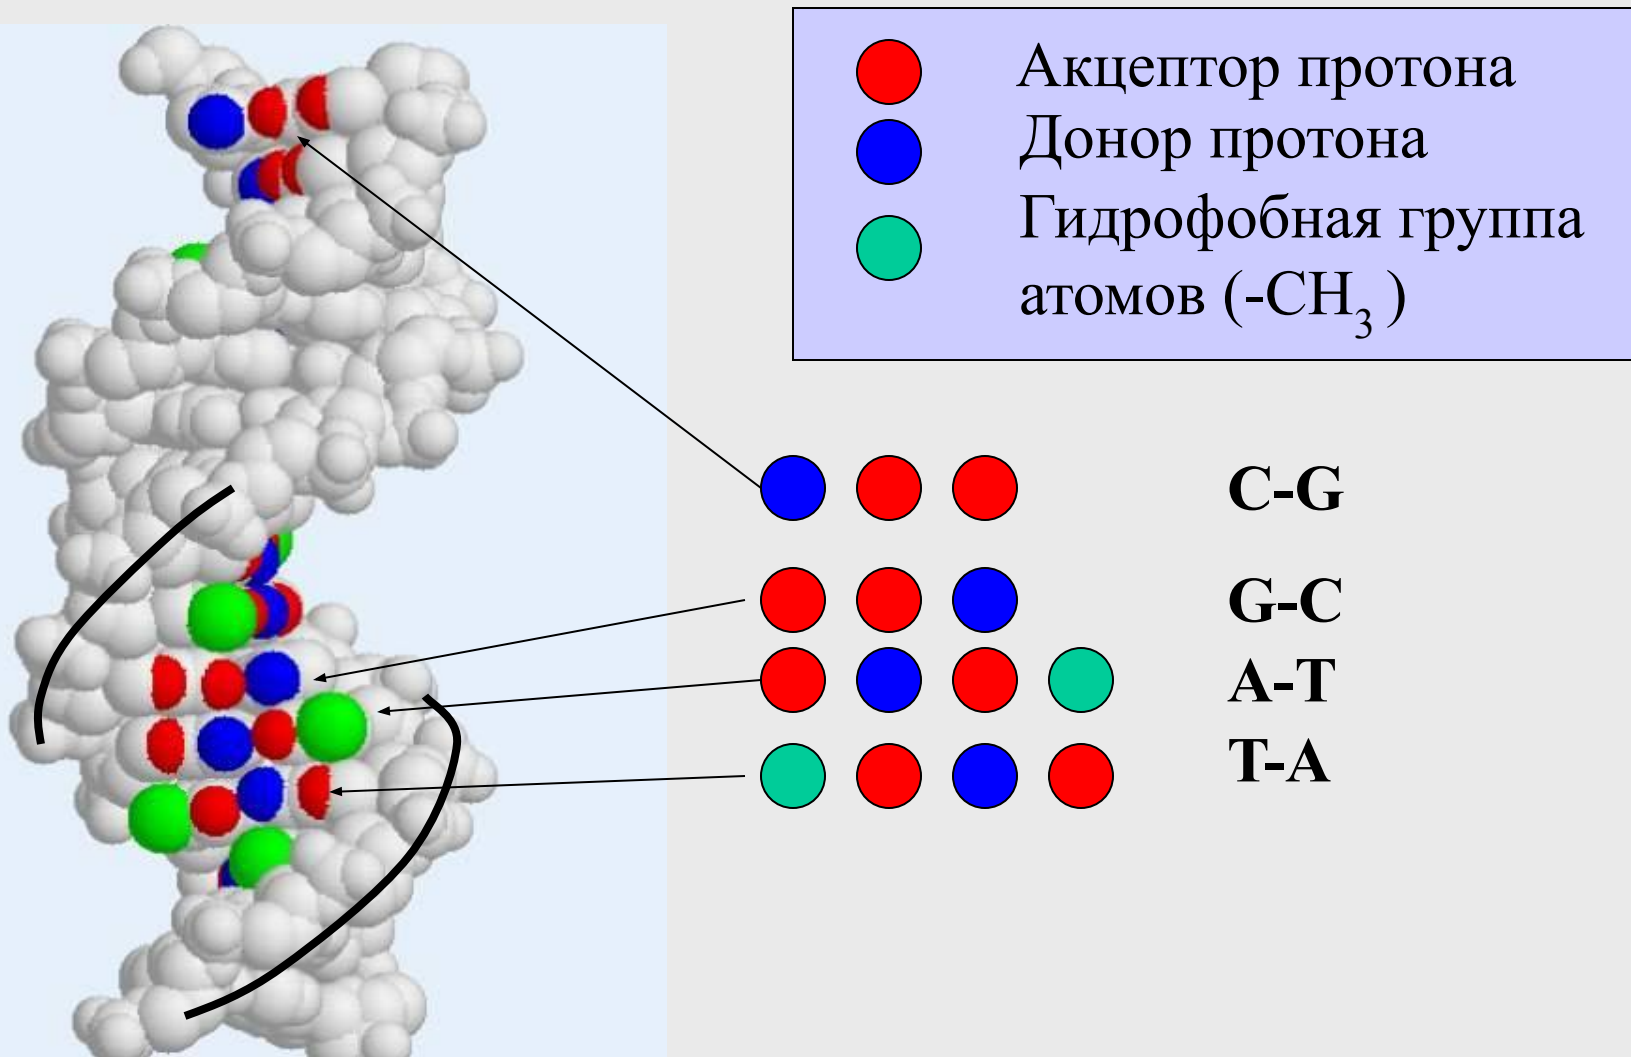 Акцептор протона
Донор протона
Гидрофобная группа
атомов (-CH₃ )
C-G
G-C
A-T
T-A